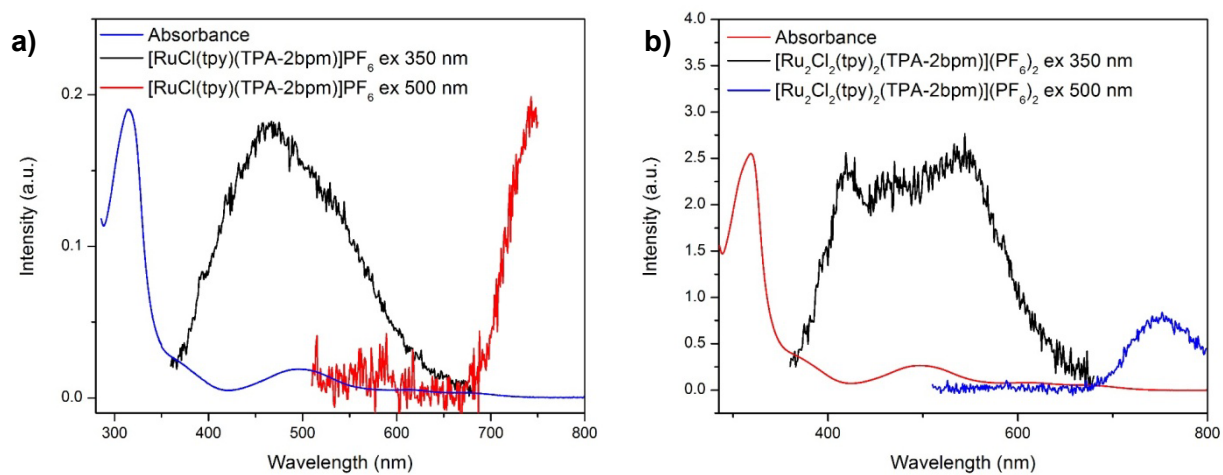 a)
Absorbance
[RuCl(tpy)(TPA-2bpm)]PF₆ ex 350 nm
[RuCl(tpy)(TPA-2bpm)]PF₆ ex 500 nm
Intensity (a.u.)
0.2
0.1
0.0
300 400 500 600 700 800
Wavelength (nm)
b)
Absorbance
[Ru₂Cl₂(tpy)₂(TPA-2bpm)](PF₆)₂ ex 350 nm
[Ru₂Cl₂(tpy)₂(TPA-2bpm)](PF₆)₂ ex 500 nm
Intensity (a.u.)
4.0
3.5
3.0
2.5
2.0
1.5
1.0
0.5
0.0
400 600 800
Wavelength (nm)